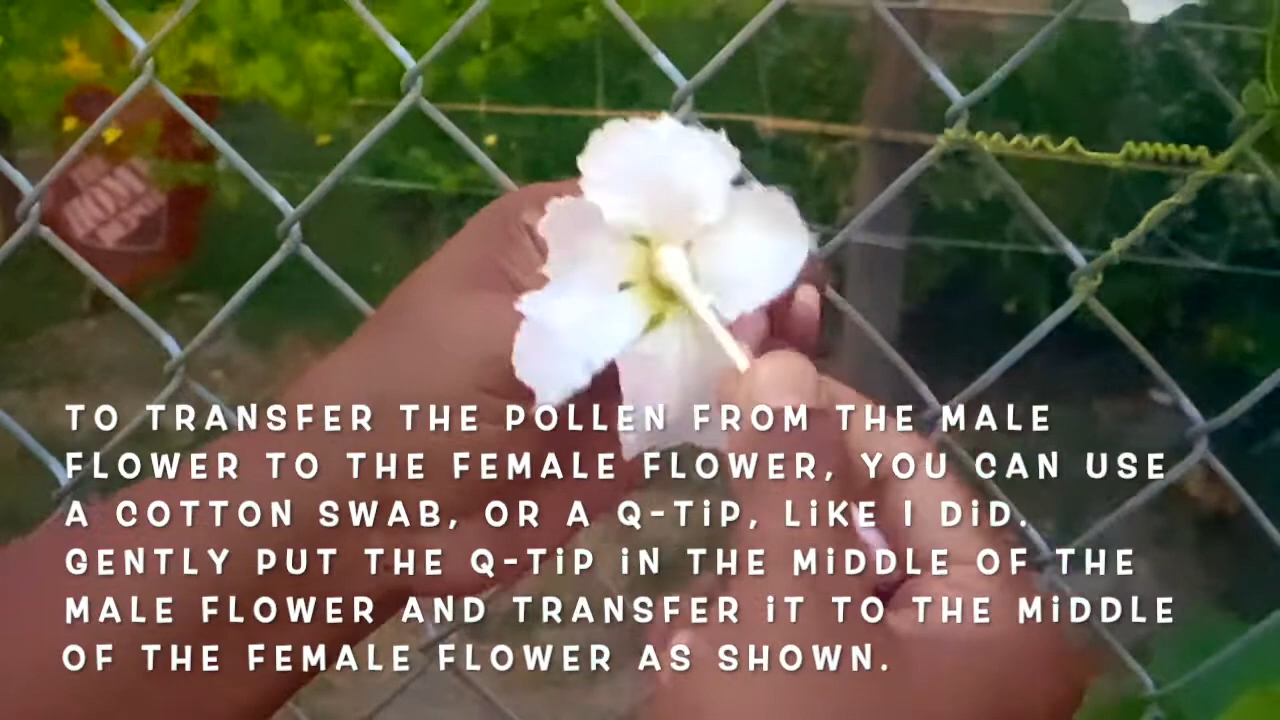 TO TRANSFER THE POLLEN FROM THE MALE
FLOWER TO THE FEMALE FLOWER, YOU CAN USE
A COTTON SWAB, OR A Q-TiP, LiKE I DiD.
GENTLY PUT THE Q-TiP iN THE MiDDLE OF THE
MALE FLOWER AND TRANSFER iT TO THE MiDDLE
OF THE FEMALE FLOWER AS SHOWN.